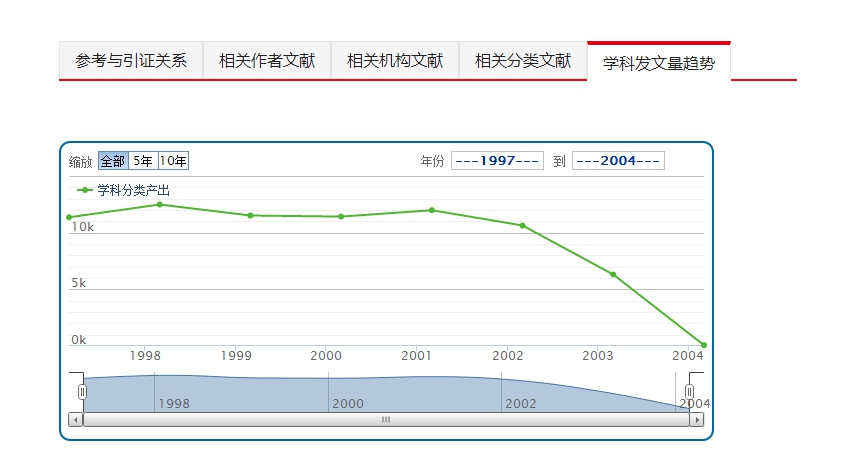 参考与引证关系 相关作者文献 相关机构文献 相关分类文献 学科发文量趋势
缩放 全部 5年 10年 年份 ---1997--- 到 ---2004---
学科分类产出
10k
5k
0k
1998 1999 2000 2001 2002 2003 2004
1998 2000 2002 2004